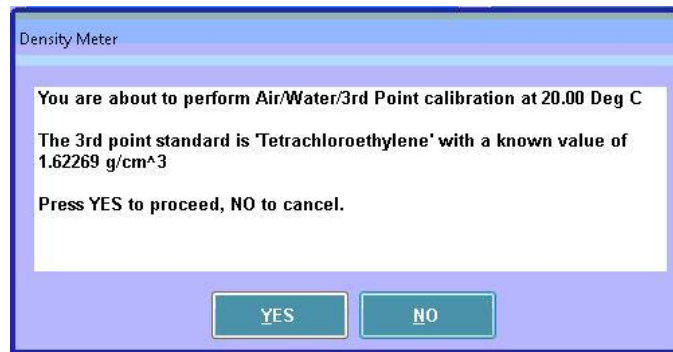 Density Meter
You are about to perform Air/Water/3rd Point calibration at 20.00 Deg C
The 3rd point standard is 'Tetrachloroethylene' with a known value of
1.62269 g/cm^3
Press YES to proceed, NO to cancel.
YES
NO